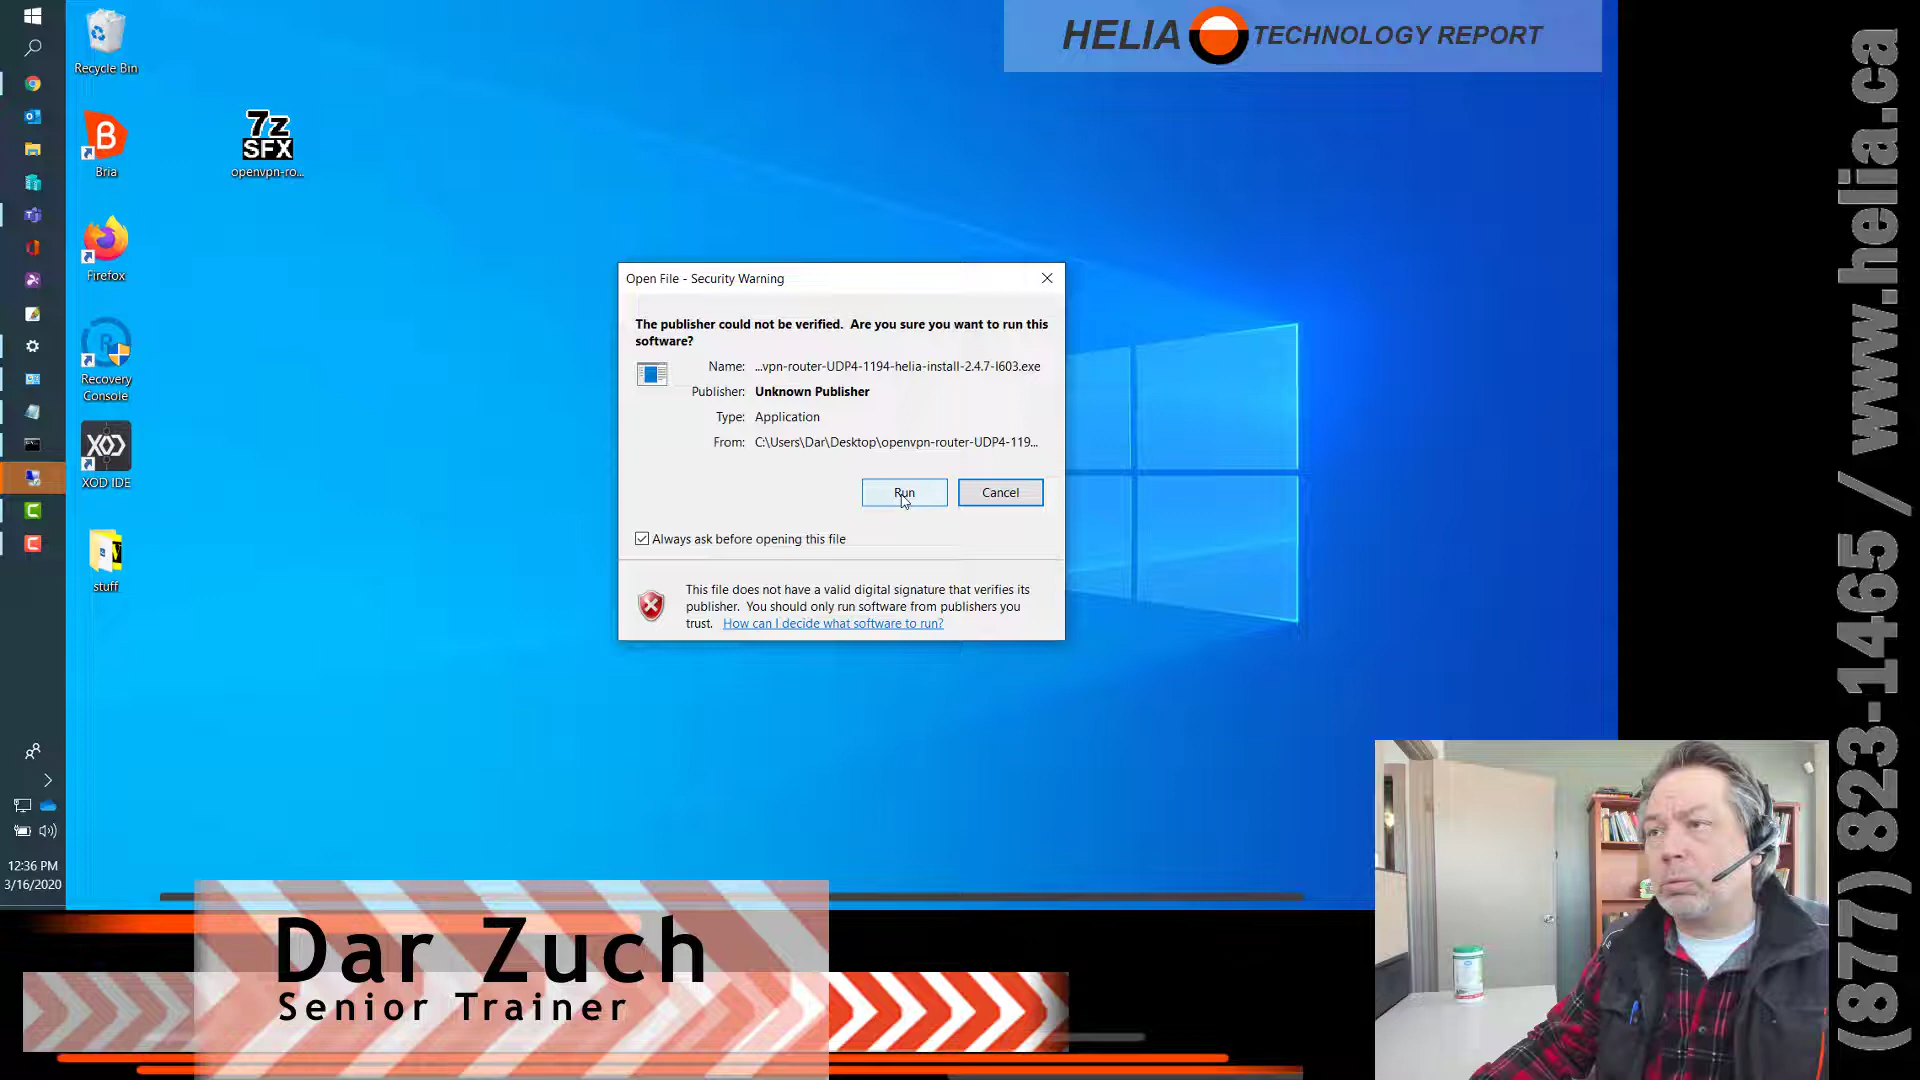 HELIA TECHNOLOGY REPORT
Recycle Bin
7z
SFX
openvpn-ro...
B
Bria
Firefox
R
Recovery
Console
XOD
XOD IDE
stuff
Open File - Security Warning
The publisher could not be verified. Are you sure you want to run this
software?
Name: ...vpn-router-UDP4-1194-helia-install-2.4.7-I603.exe
Publisher: Unknown Publisher
Type: Application
From: C:\Users\Dar\Desktop\openvpn-router-UDP4-119...
Run
Cancel
Always ask before opening this file
This file does not have a valid digital signature that verifies its
publisher. You should only run software from publishers you
trust. How can I decide what software to run?
12:36 PM
3/16/2020
Dar Zuch
Senior Trainer
(877) 823-1465 / www.helia.ca